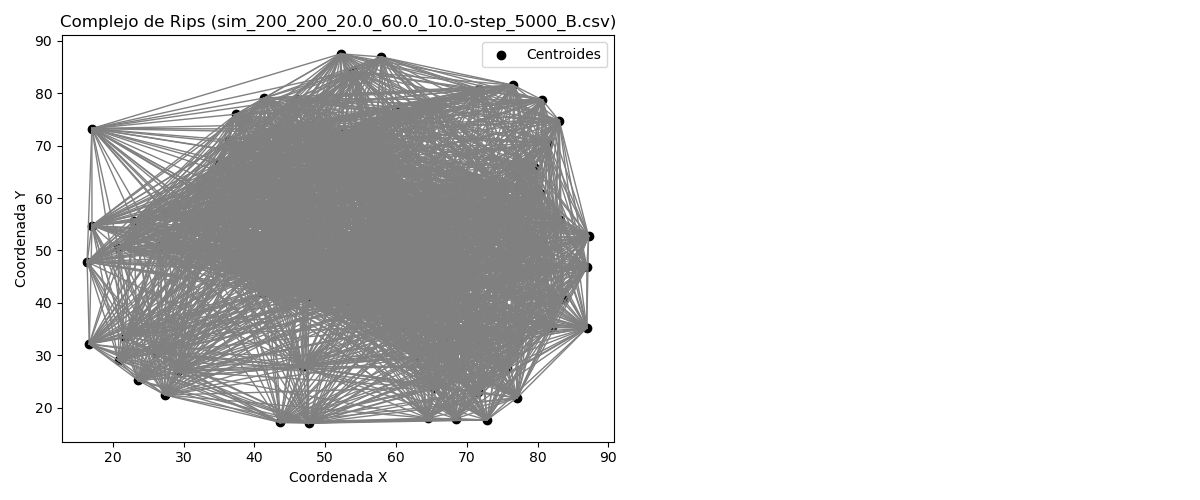 Complejo de Rips (sim_200_200_20.0_60.0_10.0-step_5000_B.csv)
90
80
70
60
50
40
30
20
Coordenada Y
Centroides
20 30 40 50 60 70 80 90
Coordenada X